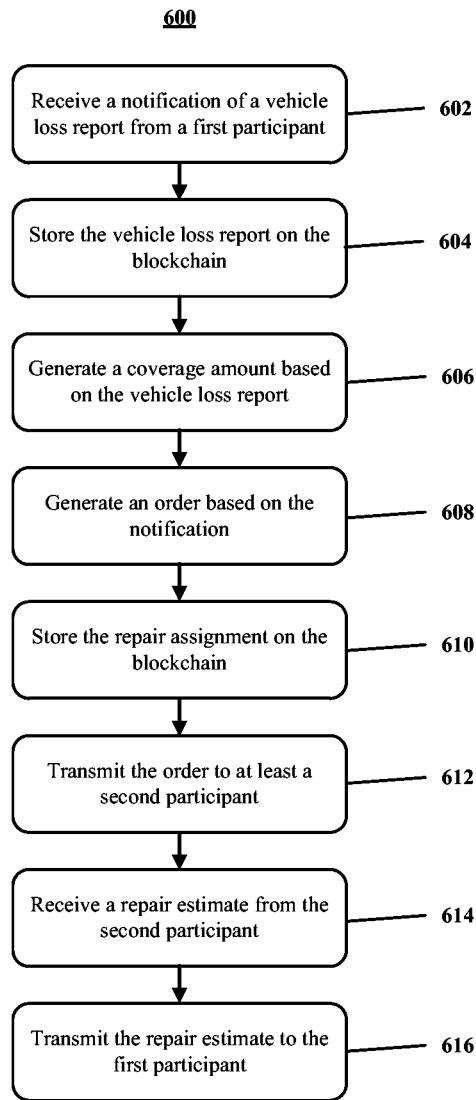 600
Receive a notification of a vehicle
loss report from a first participant
602
Store the vehicle loss report on the
blockchain
604
Generate a coverage amount based
on the vehicle loss report
606
Generate an order based on the
notification
608
Store the repair assignment on the
blockchain
610
Transmit the order to at least a
second participant
612
Receive a repair estimate from the
second participant
614
Transmit the repair estimate to the
first participant
616